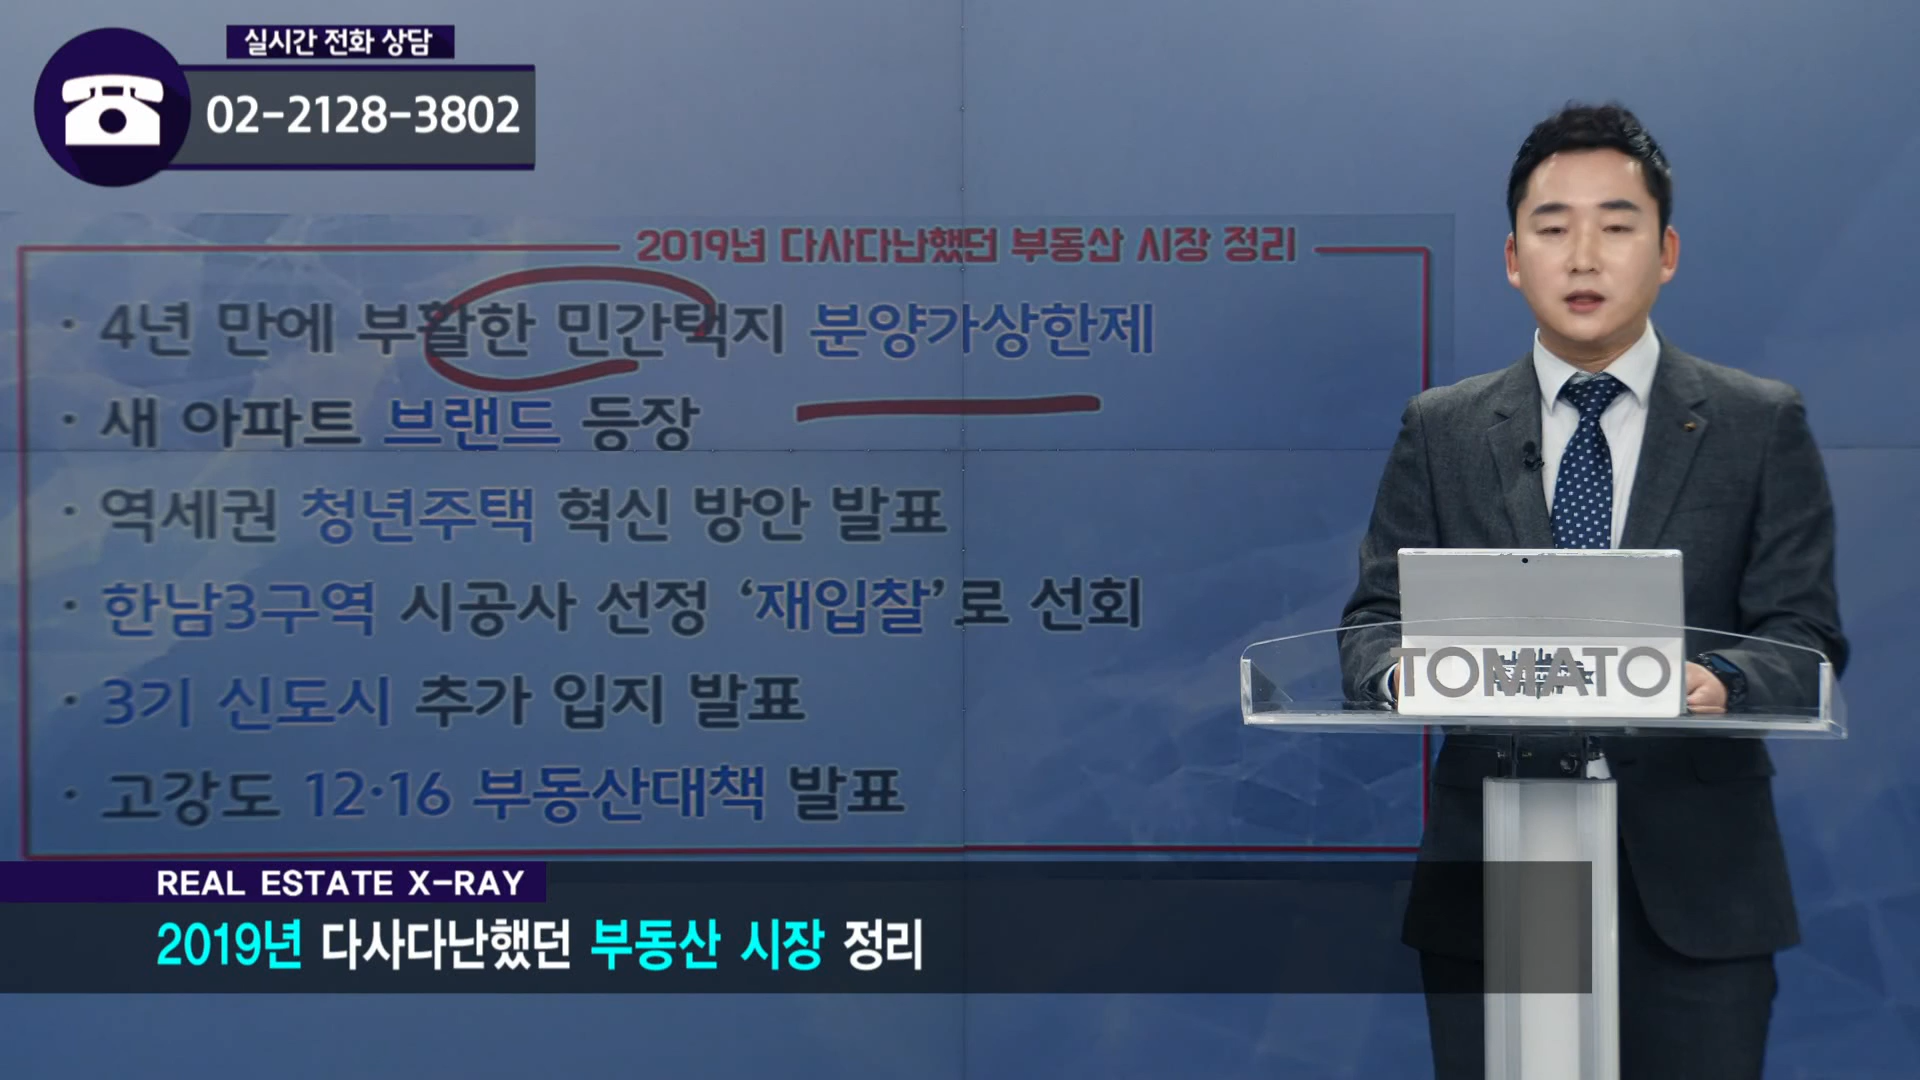 실시간 전화 상담
02-2128-3802
2019년 다사다난했던 부동산 시장 정리
· 4년 만에 부활한 민간택지 분양가상한제
· 새 아파트 브랜드 등장
· 역세권 청년주택 혁신 방안 발표
· 한남3구역 시공사 선정 ‘재입찰’로 선회
· 3기 신도시 추가 입지 발표
· 고강도 12·16 부동산대책 발표
TOMATO
REAL ESTATE X-RAY
2019년 다사다난했던 부동산 시장 정리